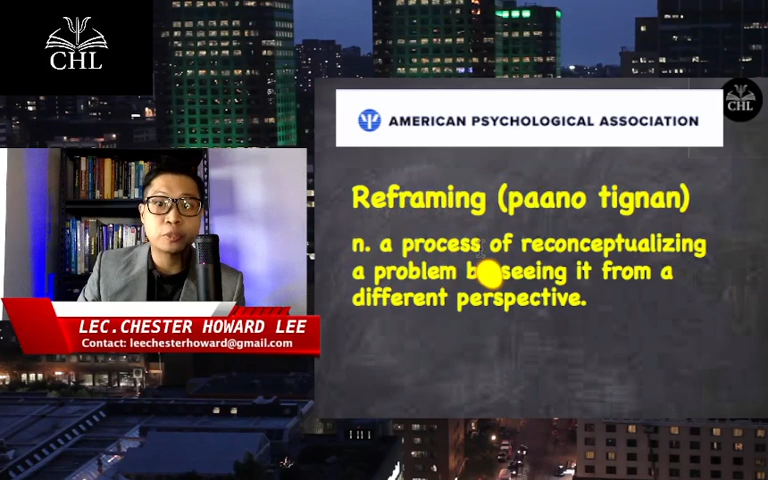 CHL
CHL
AMERICAN PSYCHOLOGICAL ASSOCIATION
Reframing (paano tignan)
n. a process of reconceptualizing
a problem seeing it from a
different perspective.
LEC.CHESTER HOWARD LEE
Contact: leechesterhoward@gmail.com